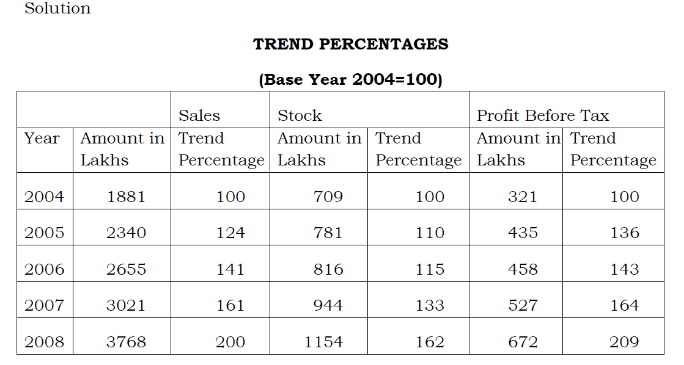 Solution
TREND PERCENTAGES
(Base Year 2004=100)
Sales Stock Profit Before Tax
Year Amount in Trend Amount in Trend Amount in Trend
Lakhs Percentage Lakhs Percentage Lakhs Percentage
2004 1881 100 709 100 321 100
2005 2340 124 781 110 435 136
2006 2655 141 816 115 458 143
2007 3021 161 944 133 527 164
2008 3768 200 1154 162 672 209